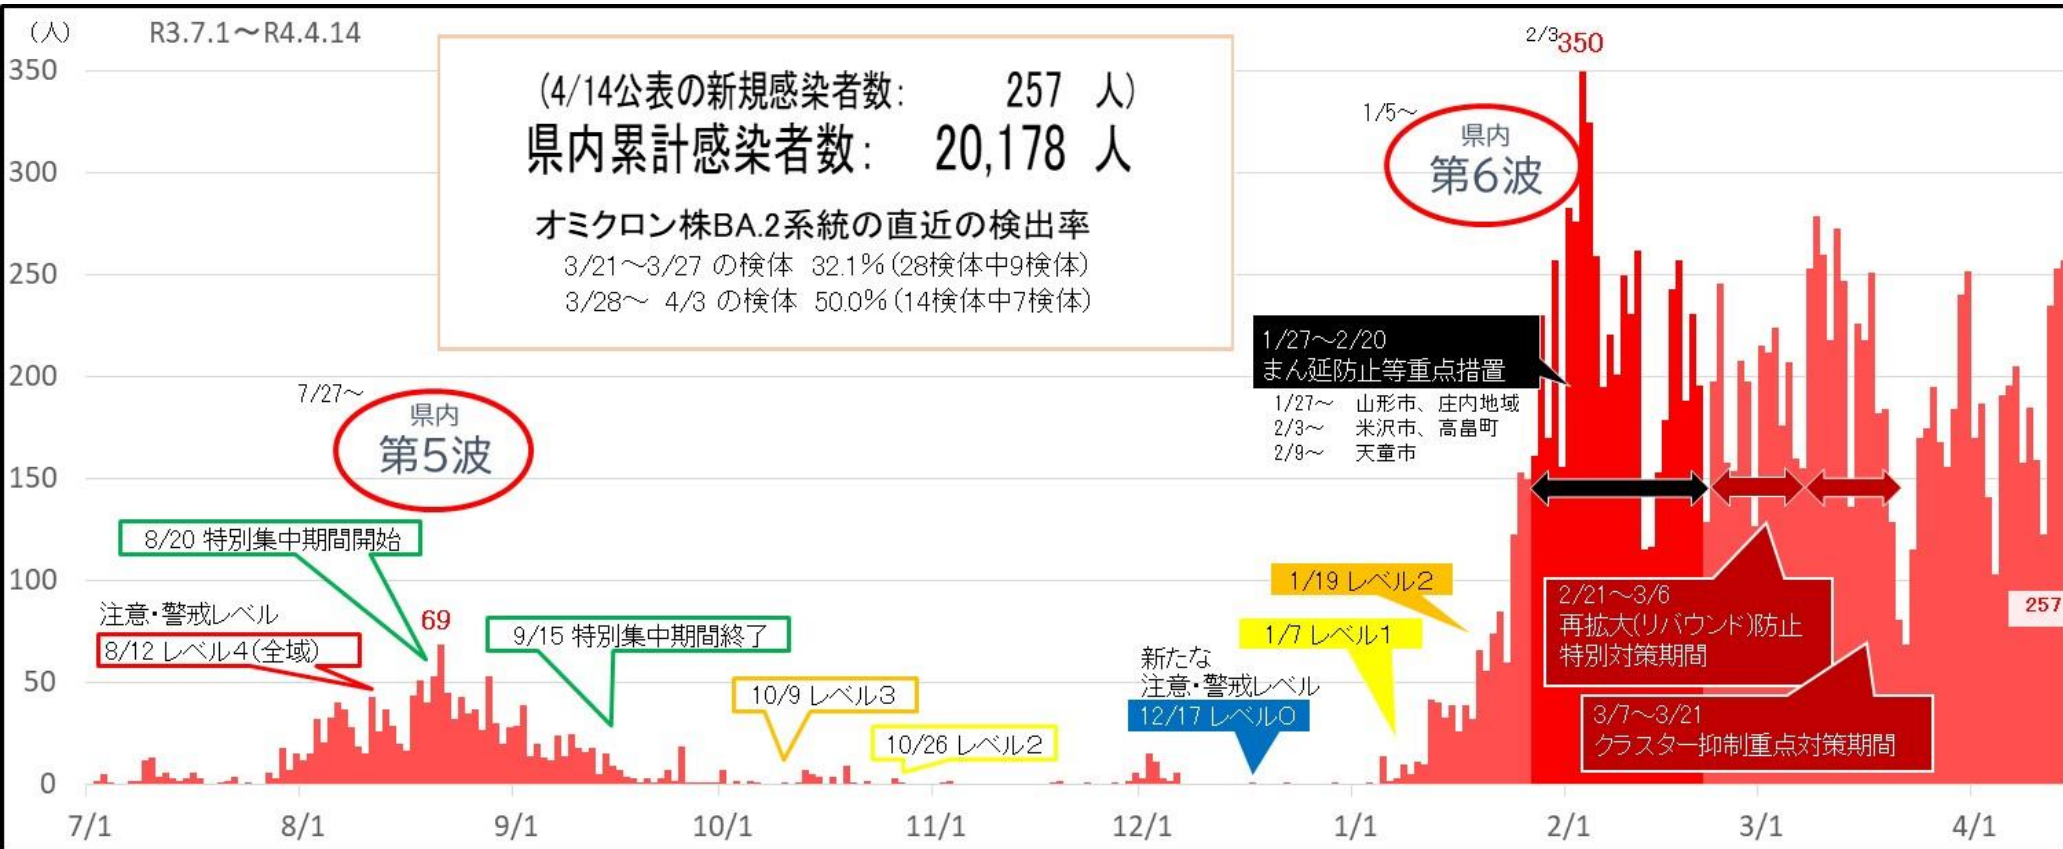 (人) R3.7.1～R4.4.14
350
300
250
200
150
100
50
0
7/1 8/1 9/1 10/1 11/1 12/1 1/1 2/1 3/1 4/1
(4/14公表の新規感染者数: 257 人)
県内累計感染者数: 20,178 人
オミクロン株BA.2系統の直近の検出率
3/21～3/27 の検体 32.1%(28検体中9検体)
3/28～ 4/3 の検体 50.0%(14検体中7検体)
7/27～
県内
第5波
8/20 特別集中期間開始
注意・警戒レベル
8/12 レベル4(全域)
69
9/15 特別集中期間終了
10/9 レベル3
10/26 レベル2
新たな
注意・警戒レベル
12/17 レベル0
1/7 レベル1
1/19 レベル2
1/5～
県内
第6波
2/3 350
1/27～2/20
まん延防止等重点措置
1/27～ 山形市、庄内地域
2/3～ 米沢市、高畠町
2/9～ 天童市
2/21～3/6
再拡大(リバウンド)防止
特別対策期間
3/7～3/21
クラスター抑制重点対策期間
257